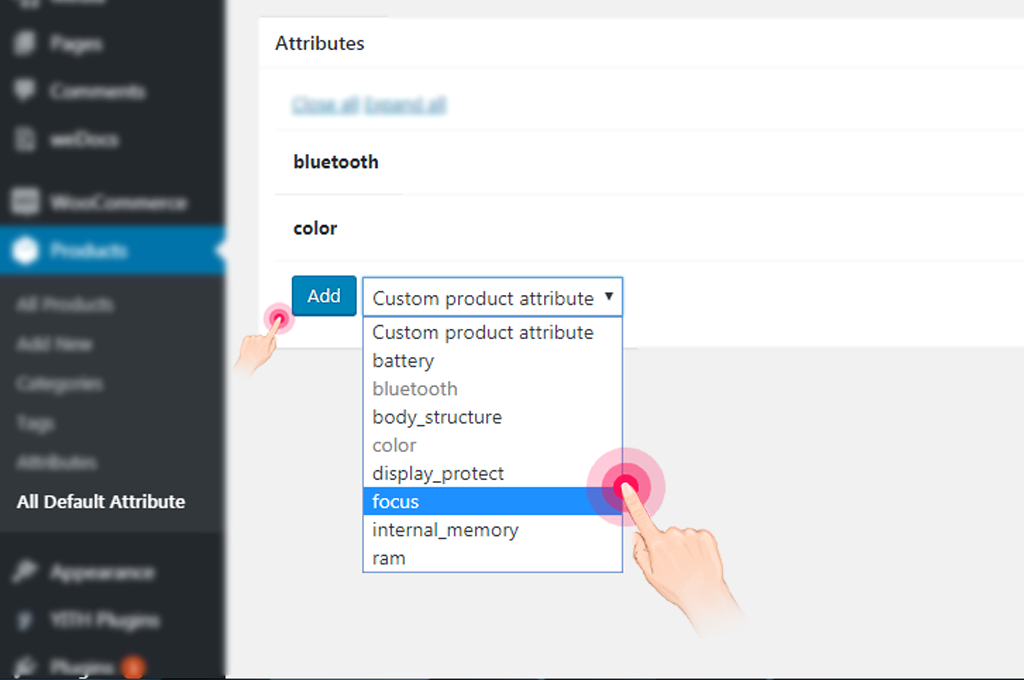 Media
Pages
Comments
weDocs
WooCommerce
Products
All Products
Add New
Categories
Tags
Attributes
All Default Attribute
Appearance
YITH Plugins
Plugins
Attributes
Close all Expand all
bluetooth
color
Add Custom product attribute
Custom product attribute
battery
bluetooth
body_structure
color
display_protect
focus
internal_memory
ram